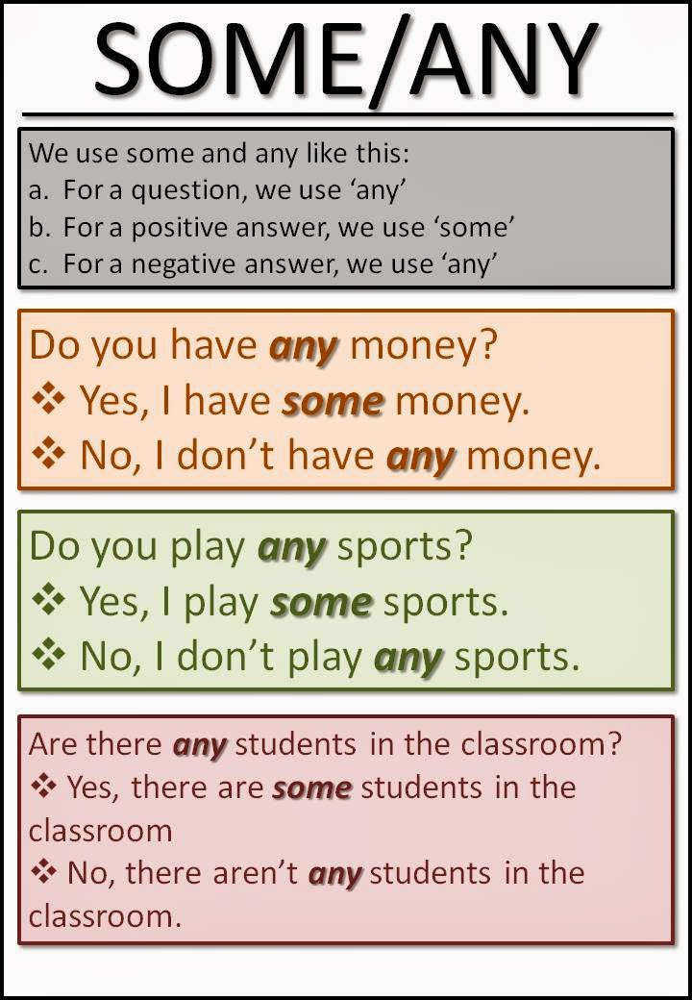 SOME/ANY
We use some and any like this:
a. For a question, we use ‘any’
b. For a positive answer, we use ‘some’
c. For a negative answer, we use ‘any’
Do you have any money?
❖ Yes, I have some money.
❖ No, I don’t have any money.
Do you play any sports?
❖ Yes, I play some sports.
❖ No, I don’t play any sports.
Are there any students in the classroom?
❖ Yes, there are some students in the
classroom
❖ No, there aren’t any students in the
classroom.